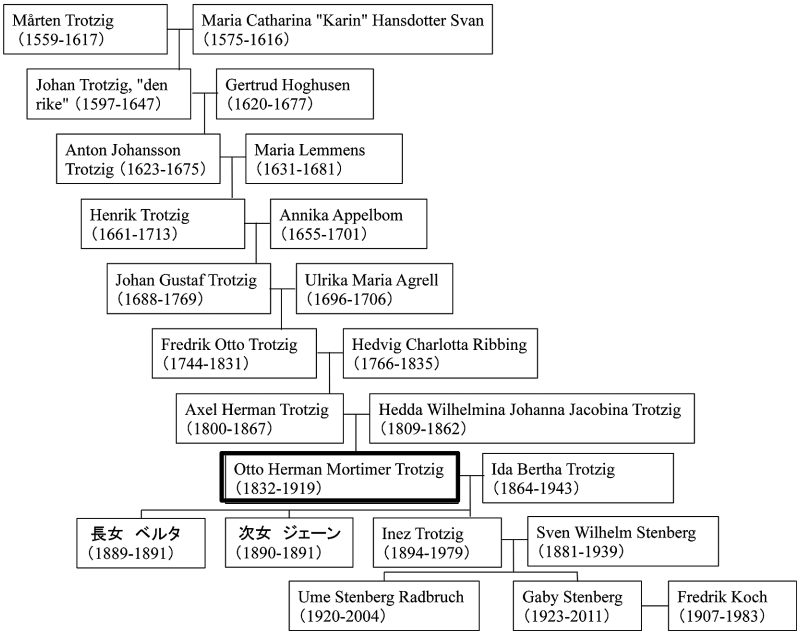 Mårten Trotzig
（1559-1617）
Maria Catharina "Karin" Hansdotter Svan
（1575-1616）
Johan Trotzig, "den
rike"（1597-1647）
Gertrud Hoghusen
（1620-1677）
Anton Johansson
Trotzig（1623-1675）
Maria Lemmens
（1631-1681）
Henrik Trotzig
（1661-1713）
Annika Appelbom
（1655-1701）
Johan Gustaf Trotzig
（1688-1769）
Ulrika Maria Agrell
（1696-1706）
Fredrik Otto Trotzig
（1744-1831）
Hedvig Charlotta Ribbing
（1766-1835）
Axel Herman Trotzig
（1800-1867）
Hedda Wilhelmina Johanna Jacobina Trotzig
（1809-1862）
Otto Herman Mortimer Trotzig
（1832-1919）
Ida Bertha Trotzig
（1864-1943）
長女　ベルタ
（1889-1891）
次女　ジェーン
（1890-1891）
Inez Trotzig
（1894-1979）
Sven Wilhelm Stenberg
（1881-1939）
Ume Stenberg Radbruch
（1920-2004）
Gaby Stenberg
（1923-2011）
Fredrik Koch
（1907-1983）